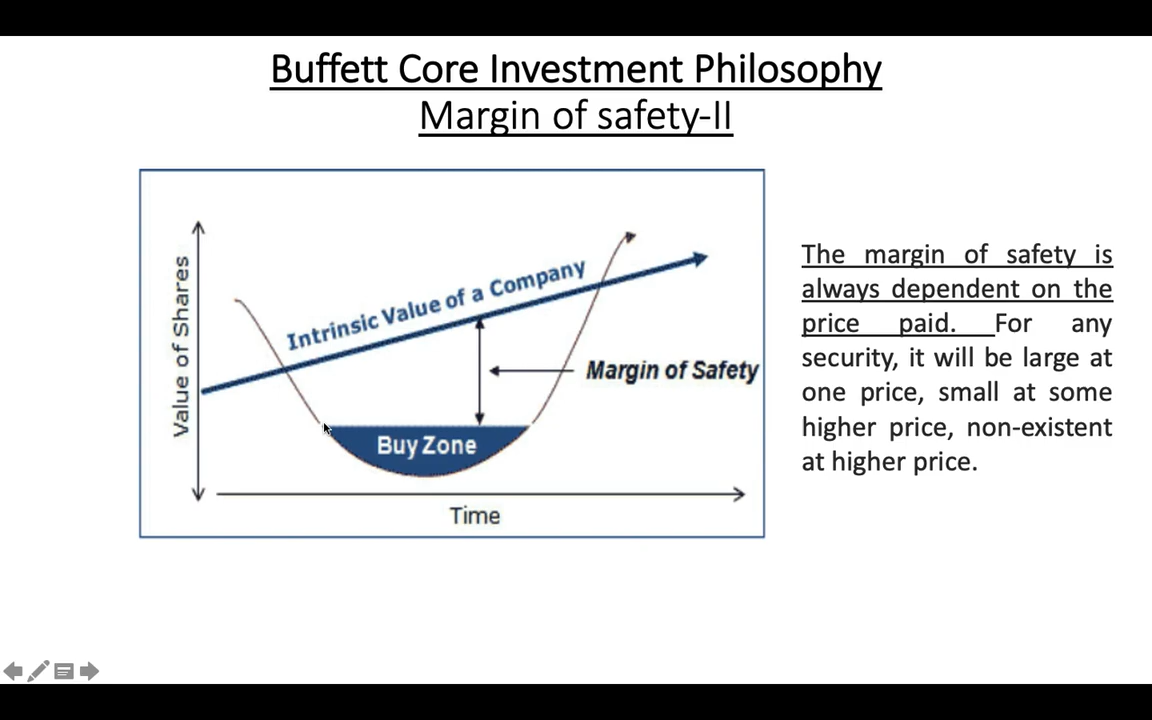 Buffett Core Investment Philosophy
Margin of safety-II
Value of Shares
Intrinsic Value of a Company
Margin of Safety
Buy Zone
Time
The margin of safety is
always dependent on the
price paid. For any
security, it will be large at
one price, small at some
higher price, non-existent
at higher price.